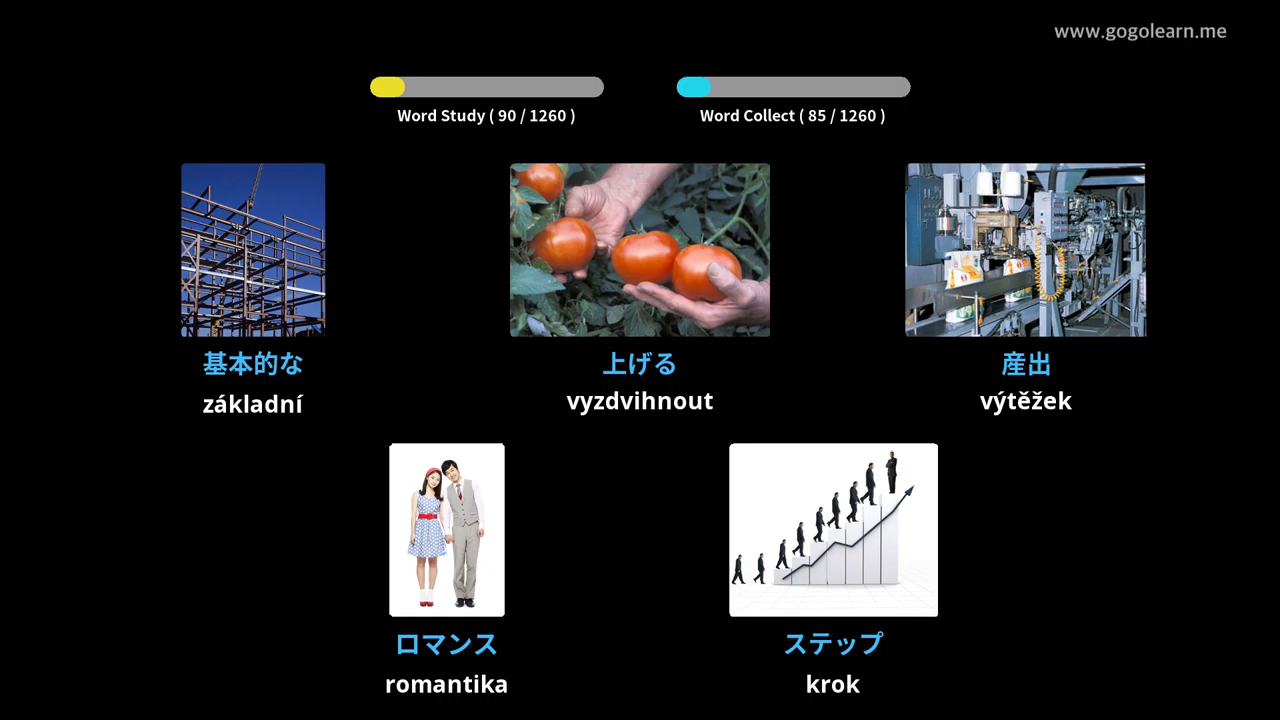 www.gogolearn.me
Word Study ( 90 / 1260 )
Word Collect ( 85 / 1260 )
基本的な
základní
上げる
vyzdvihnout
産出
výtěžek
ロマンス
romantika
ステップ
krok